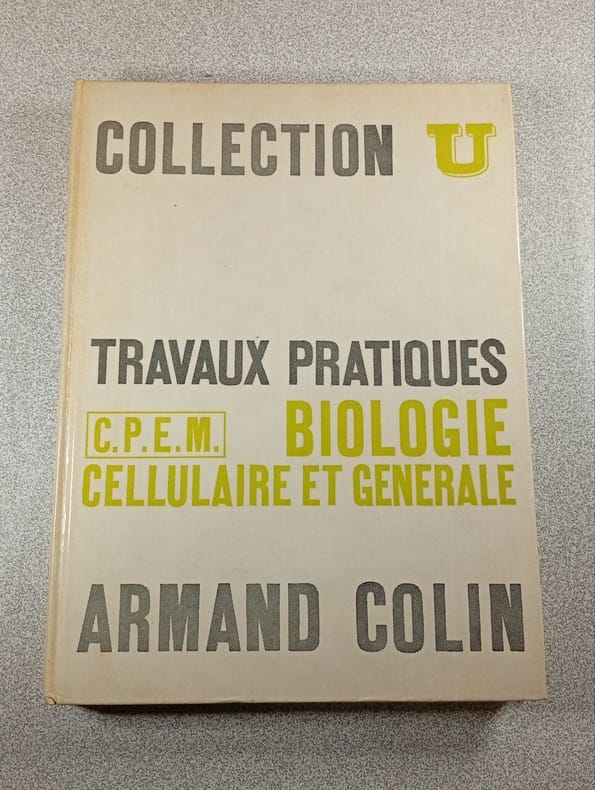 COLLECTION U
TRAVAUX PRATIQUES
C.P.E.M. BIOLOGIE
CELLULAIRE ET GENERALE
ARMAND COLIN